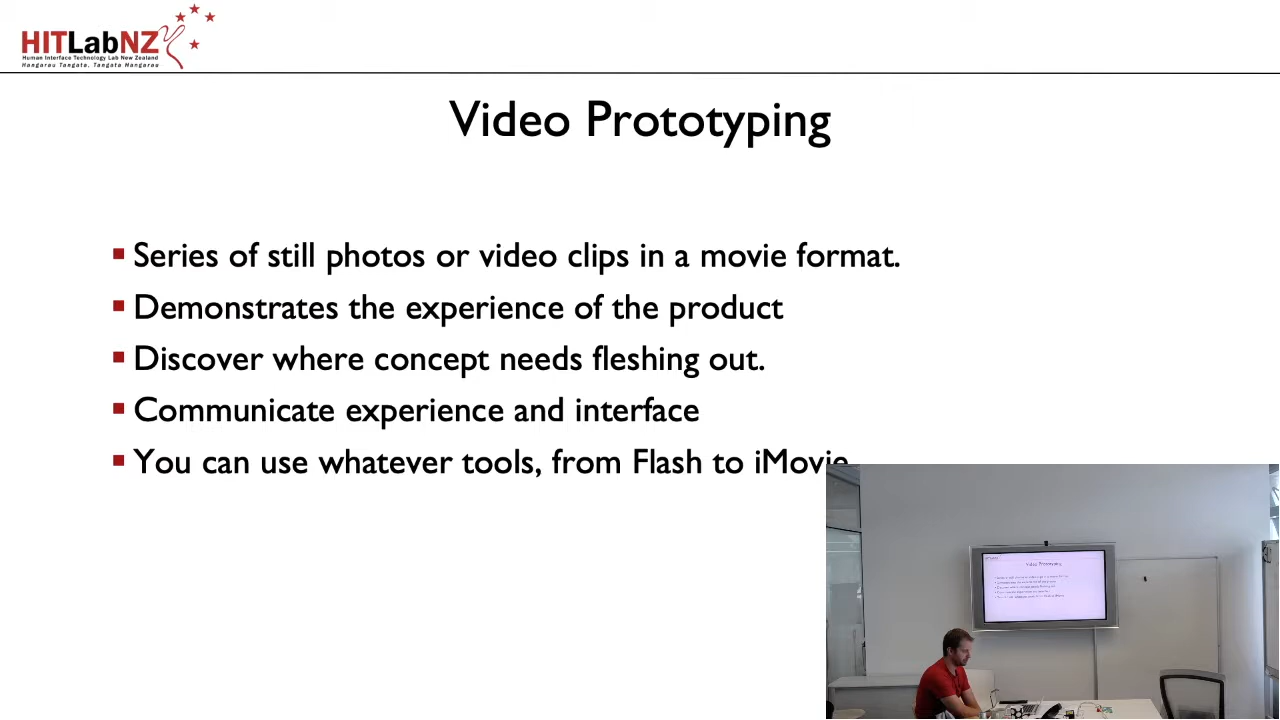 HITLabNZ
Human Interface Technology Lab New Zealand
Hangarau Tangata, Tangata Hangarau
Video Prototyping
Series of still photos or video clips in a movie format.
Demonstrates the experience of the product
Discover where concept needs fleshing out.
Communicate experience and interface
You can use whatever tools, from Flash to iMovie
Video Prototyping